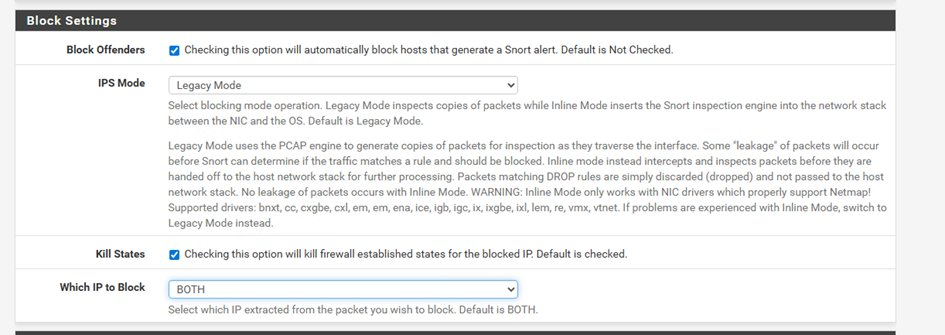 Block Settings
Block Offenders
Checking this option will automatically block hosts that generate a Snort alert. Default is Not Checked.
IPS Mode
Legacy Mode
Select blocking mode operation. Legacy Mode inspects copies of packets while Inline Mode inserts the Snort inspection engine into the network stack
between the NIC and the OS. Default is Legacy Mode.
Legacy Mode uses the PCAP engine to generate copies of packets for inspection as they traverse the interface. Some "leakage" of packets will occur
before Snort can determine if the traffic matches a rule and should be blocked. Inline mode instead intercepts and inspects packets before they are
handed off to the host network stack for further processing. Packets matching DROP rules are simply discarded (dropped) and not passed to the host
network stack. No leakage of packets occurs with Inline Mode. WARNING: Inline Mode only works with NIC drivers which properly support Netmap!
Supported drivers: bnxt, cc, cxgbe, cxl, em, em, ena, ice, igb, igc, ix, ixgbe, ixl, lem, re, vmx, vtnet. If problems are experienced with Inline Mode, switch to
Legacy Mode instead.
Kill States
Checking this option will kill firewall established states for the blocked IP. Default is checked.
Which IP to Block
BOTH
Select which IP extracted from the packet you wish to block. Default is BOTH.